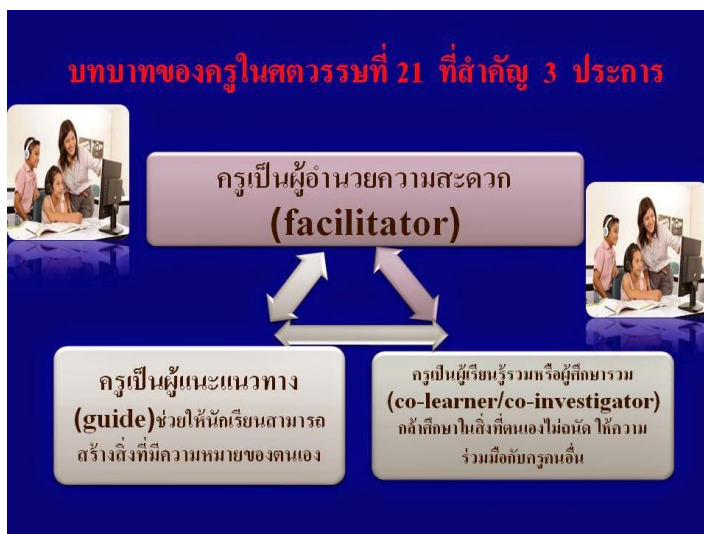 บทบาทของครูในศตวรรษที่ 21 ที่สำคัญ 3 ประการ
ครูเป็นผู้อำนวยความสะดวก
(facilitator)
ครูเป็นผู้แนะแนวทาง
(guide)ช่วยให้นักเรียนสามารถ
สร้างสิ่งที่มีความหมายของตนเอง
ครูเป็นผู้เรียนรู้รวมหรือผู้ศึกษารวม
(co-learner/co-investigator)
กล้าศึกษาในสิ่งที่ตนเองไม่ถนัด ให้ความ
ร่วมมือกับครูคนอื่น